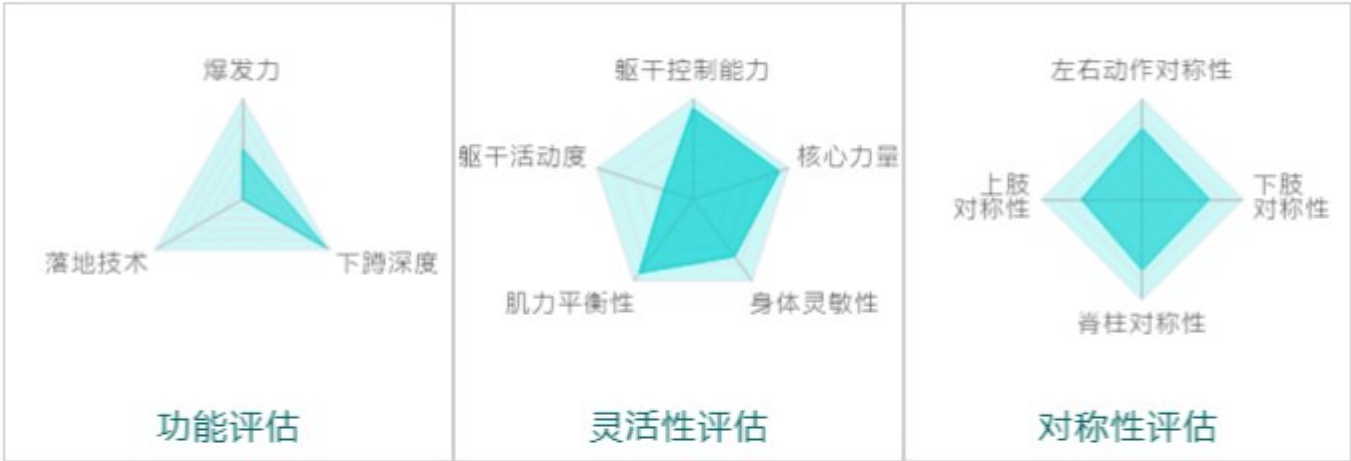 爆发力
落地技术
下蹲深度
功能评估
躯干控制能力
躯干活动度
核心力量
肌力平衡性
身体灵敏性
灵活性评估
左右动作对称性
上肢
对称性
下肢
对称性
脊柱对称性
对称性评估